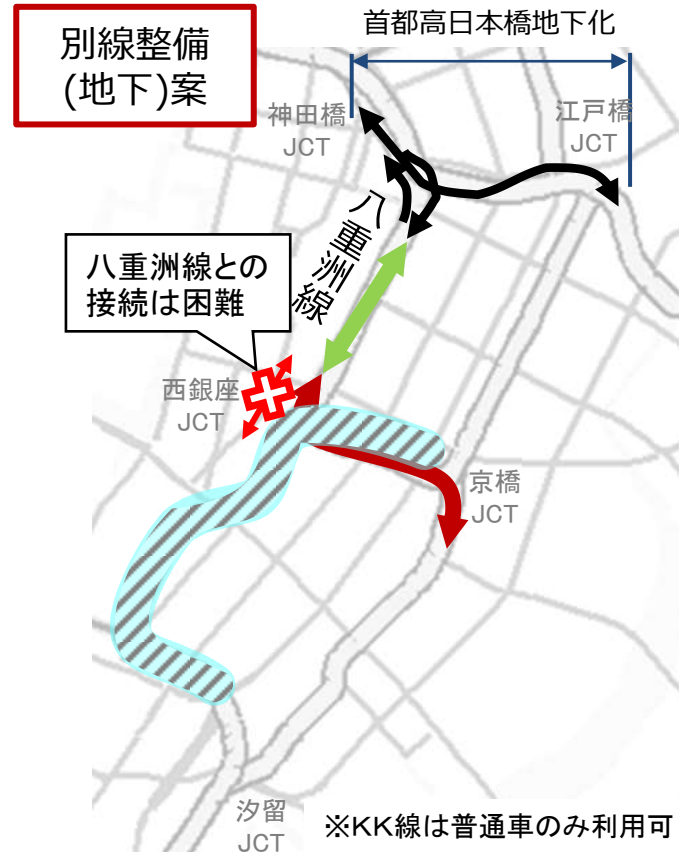 別線整備
(地下)案
首都高日本橋地下化
神田橋
JCT
江戸橋
JCT
八重洲線
八重洲線との
接続は困難
西銀座
JCT
京橋
JCT
汐留
JCT
※KK線は普通車のみ利用可